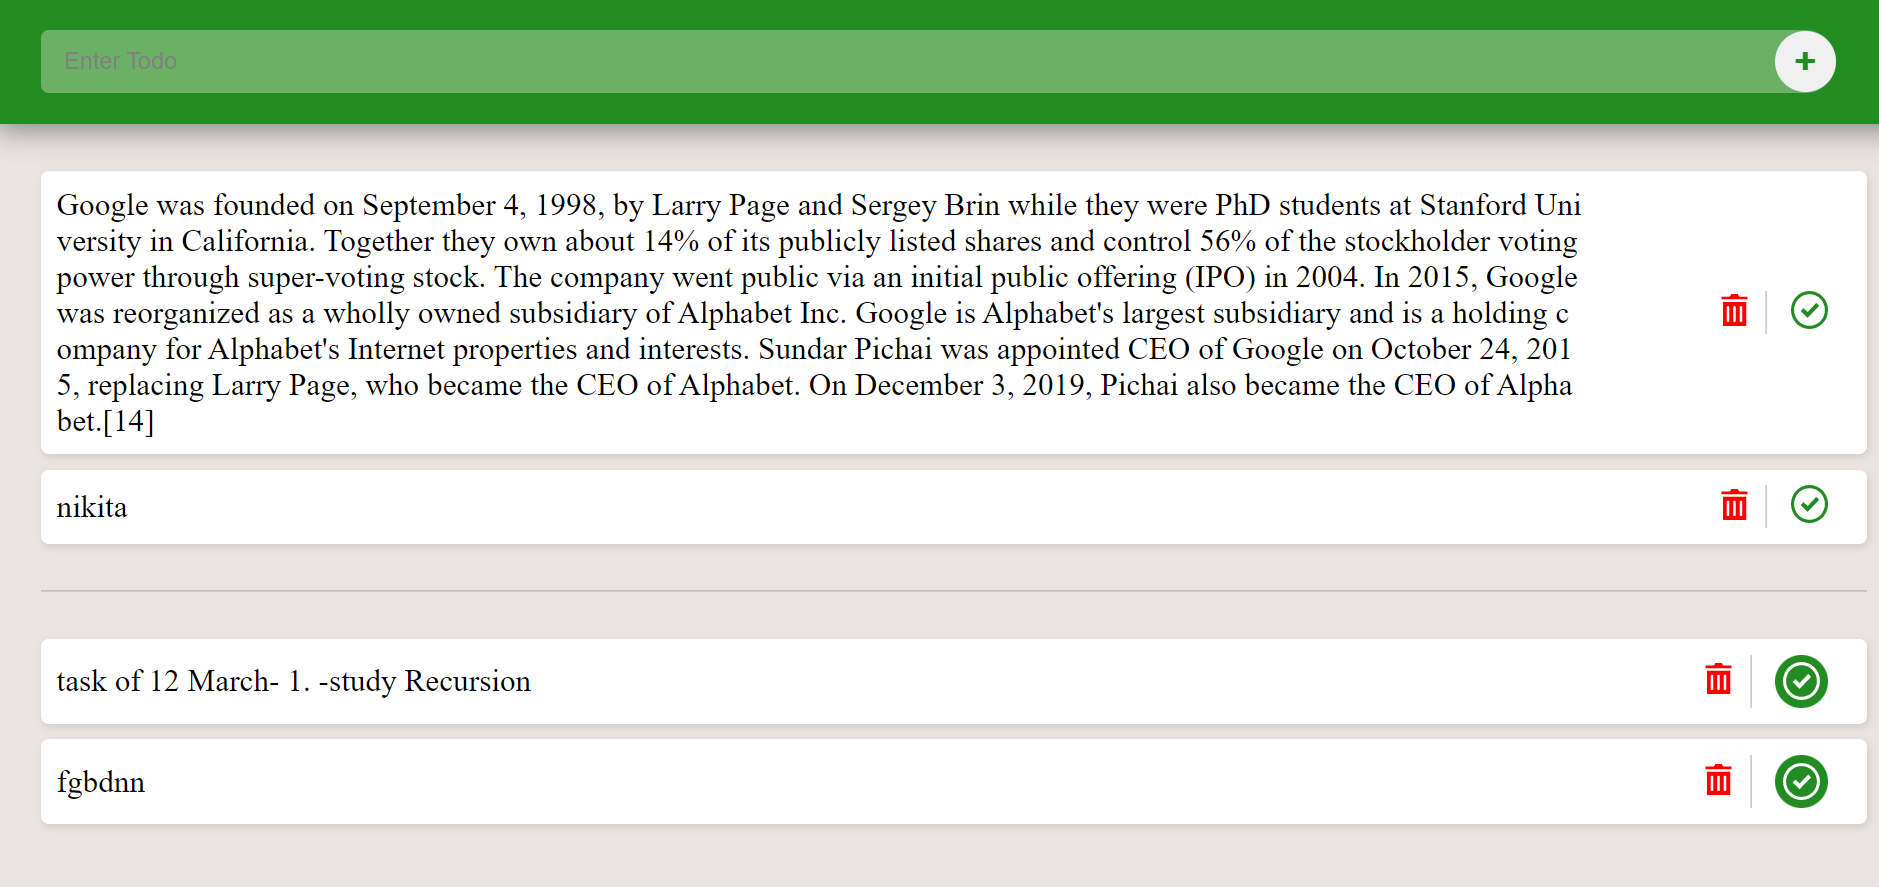 Enter Todo
+
Google was founded on September 4, 1998, by Larry Page and Sergey Brin while they were PhD students at Stanford Uni
versity in California. Together they own about 14% of its publicly listed shares and control 56% of the stockholder voting
power through super-voting stock. The company went public via an initial public offering (IPO) in 2004. In 2015, Google
was reorganized as a wholly owned subsidiary of Alphabet Inc. Google is Alphabet's largest subsidiary and is a holding c
ompany for Alphabet's Internet properties and interests. Sundar Pichai was appointed CEO of Google on October 24, 201
5, replacing Larry Page, who became the CEO of Alphabet. On December 3, 2019, Pichai also became the CEO of Alpha
bet.[14]
nikita
task of 12 March- 1. -study Recursion
fgbdnn